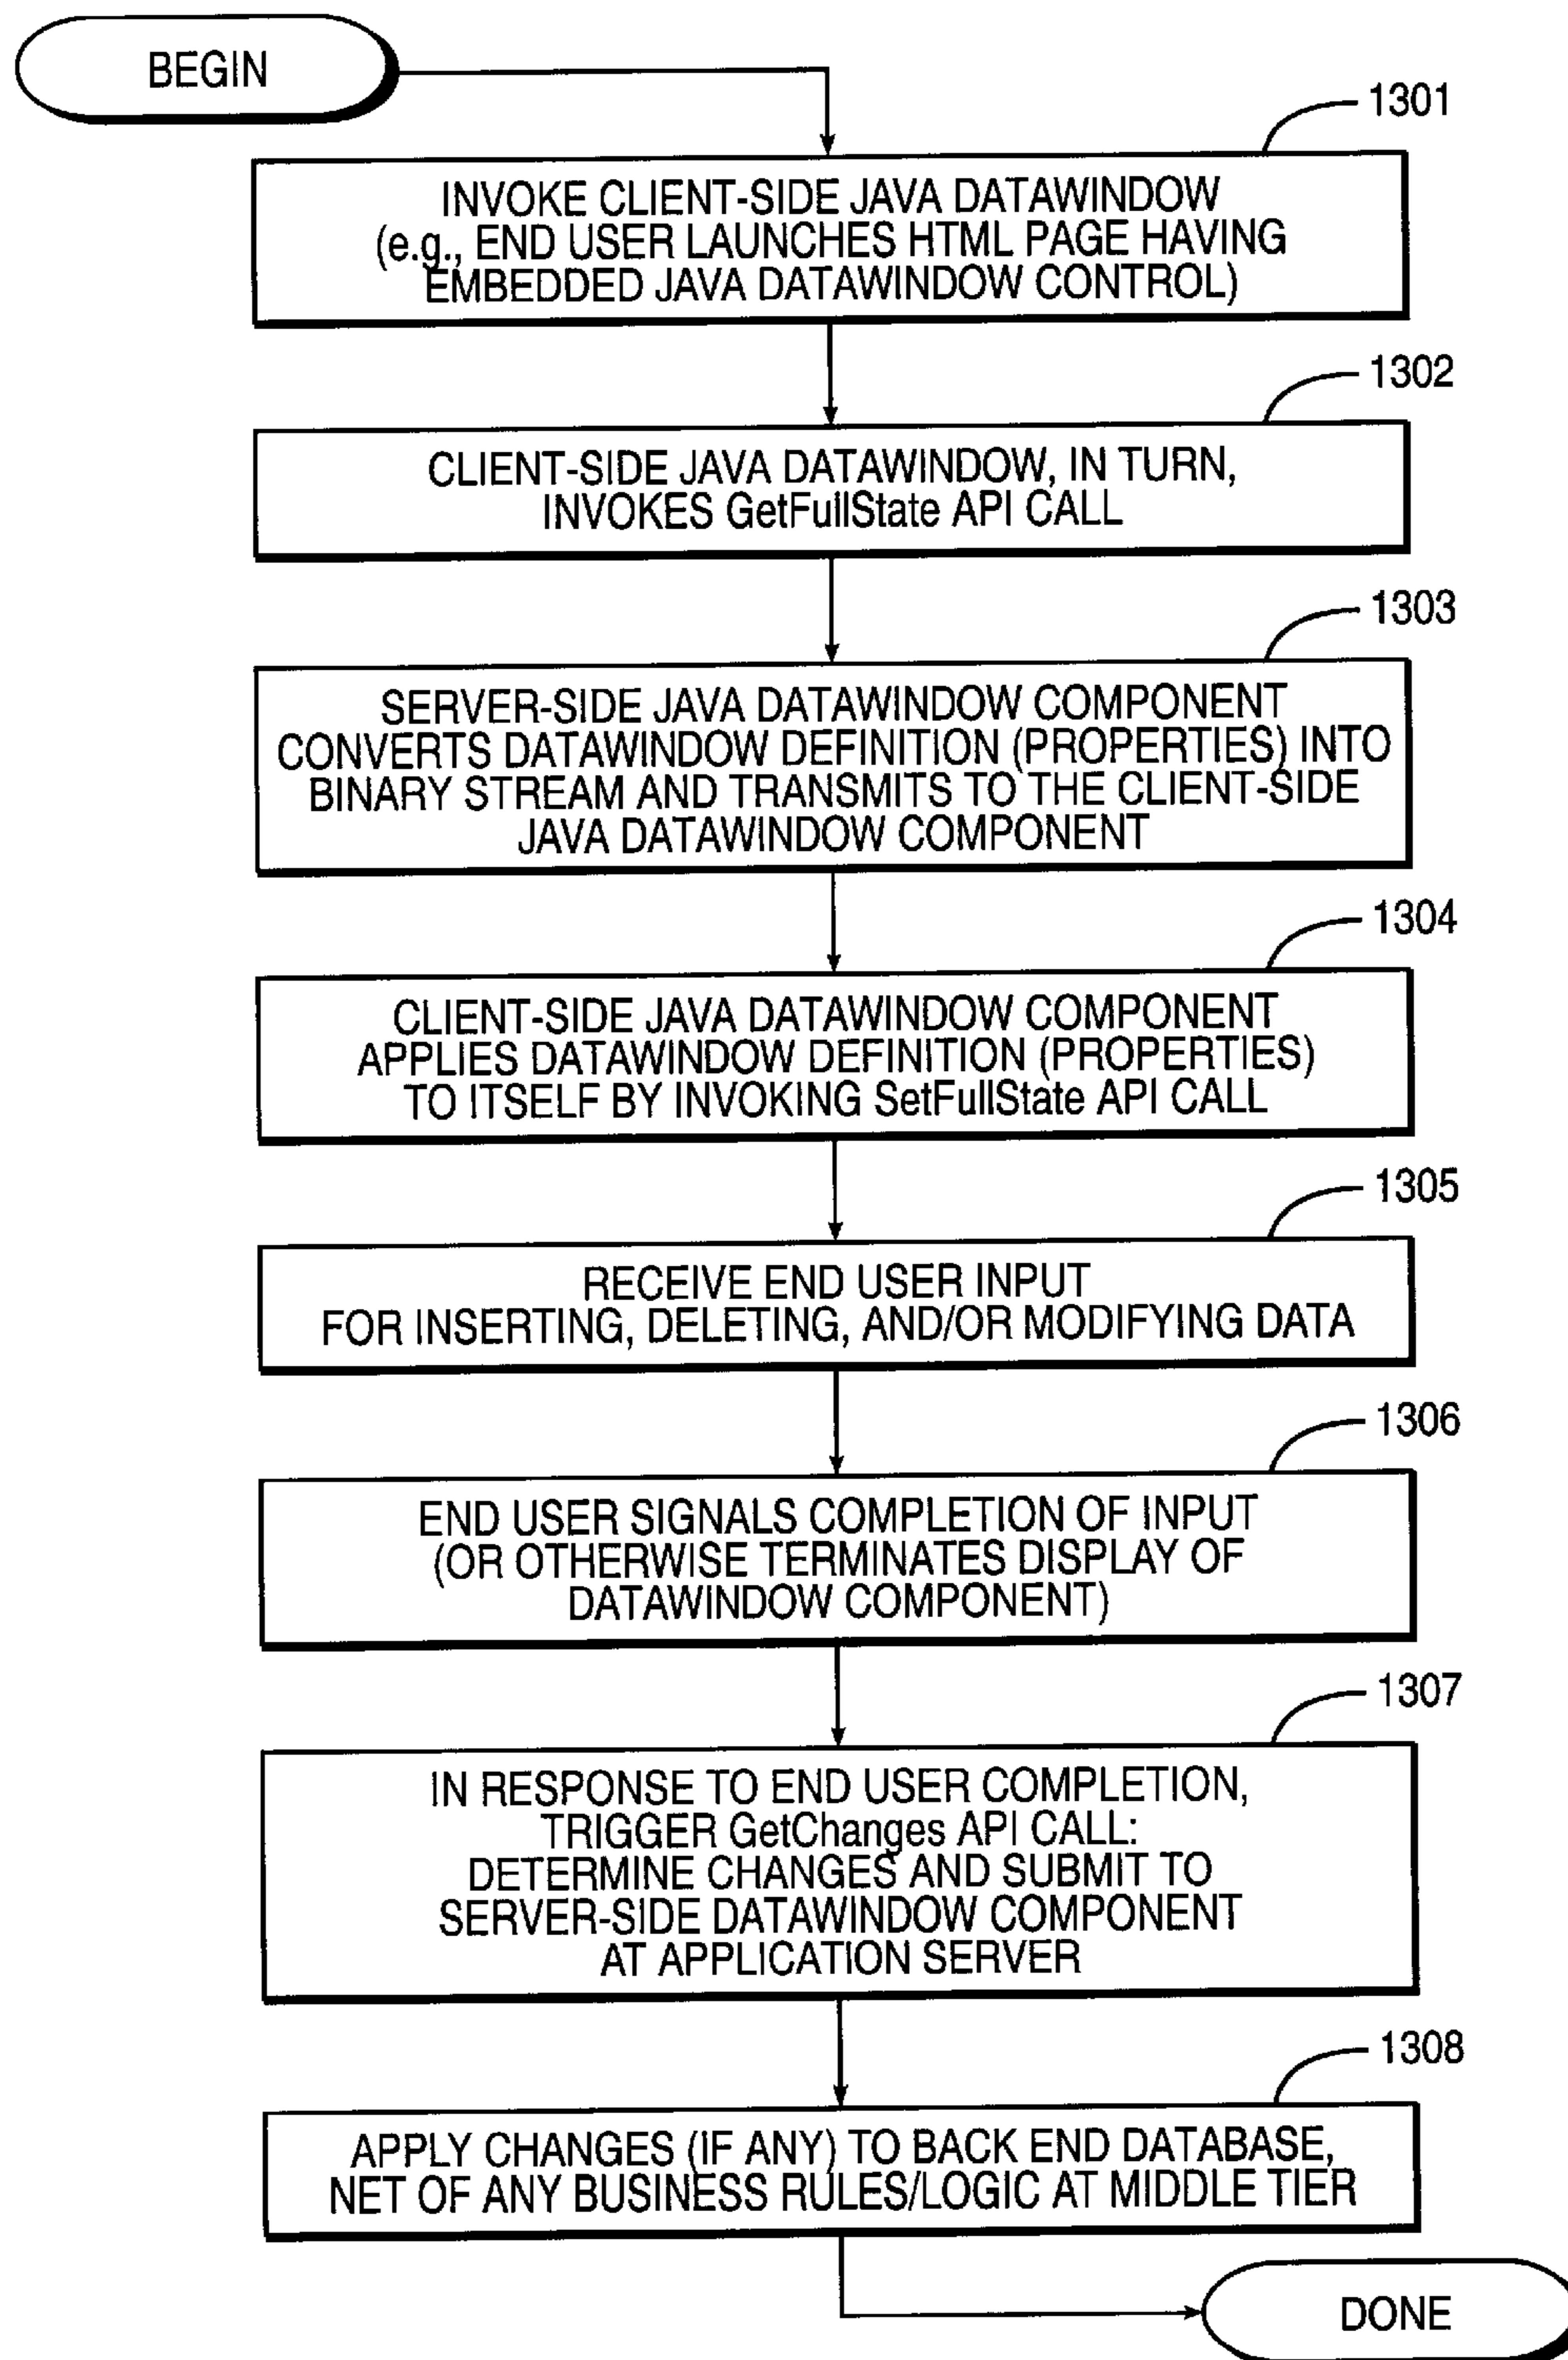 BEGIN
1301
INVOKE CLIENT-SIDE JAVA DATAWINDOW
(e.g., END USER LAUNCHES HTML PAGE HAVING
EMBEDDED JAVA DATAWINDOW CONTROL)
1302
CLIENT-SIDE JAVA DATAWINDOW, IN TURN,
INVOKES GetFullState API CALL
1303
SERVER-SIDE JAVA DATAWINDOW COMPONENT
CONVERTS DATAWINDOW DEFINITION (PROPERTIES) INTO
BINARY STREAM AND TRANSMITS TO THE CLIENT-SIDE
JAVA DATAWINDOW COMPONENT
1304
CLIENT-SIDE JAVA DATAWINDOW COMPONENT
APPLIES DATAWINDOW DEFINITION (PROPERTIES)
TO ITSELF BY INVOKING SetFullState API CALL
1305
RECEIVE END USER INPUT
FOR INSERTING, DELETING, AND/OR MODIFYING DATA
1306
END USER SIGNALS COMPLETION OF INPUT
(OR OTHERWISE TERMINATES DISPLAY OF
DATAWINDOW COMPONENT)
1307
IN RESPONSE TO END USER COMPLETION,
TRIGGER GetChanges API CALL:
DETERMINE CHANGES AND SUBMIT TO
SERVER-SIDE DATAWINDOW COMPONENT
AT APPLICATION SERVER
1308
APPLY CHANGES (IF ANY) TO BACK END DATABASE,
NET OF ANY BUSINESS RULES/LOGIC AT MIDDLE TIER
DONE